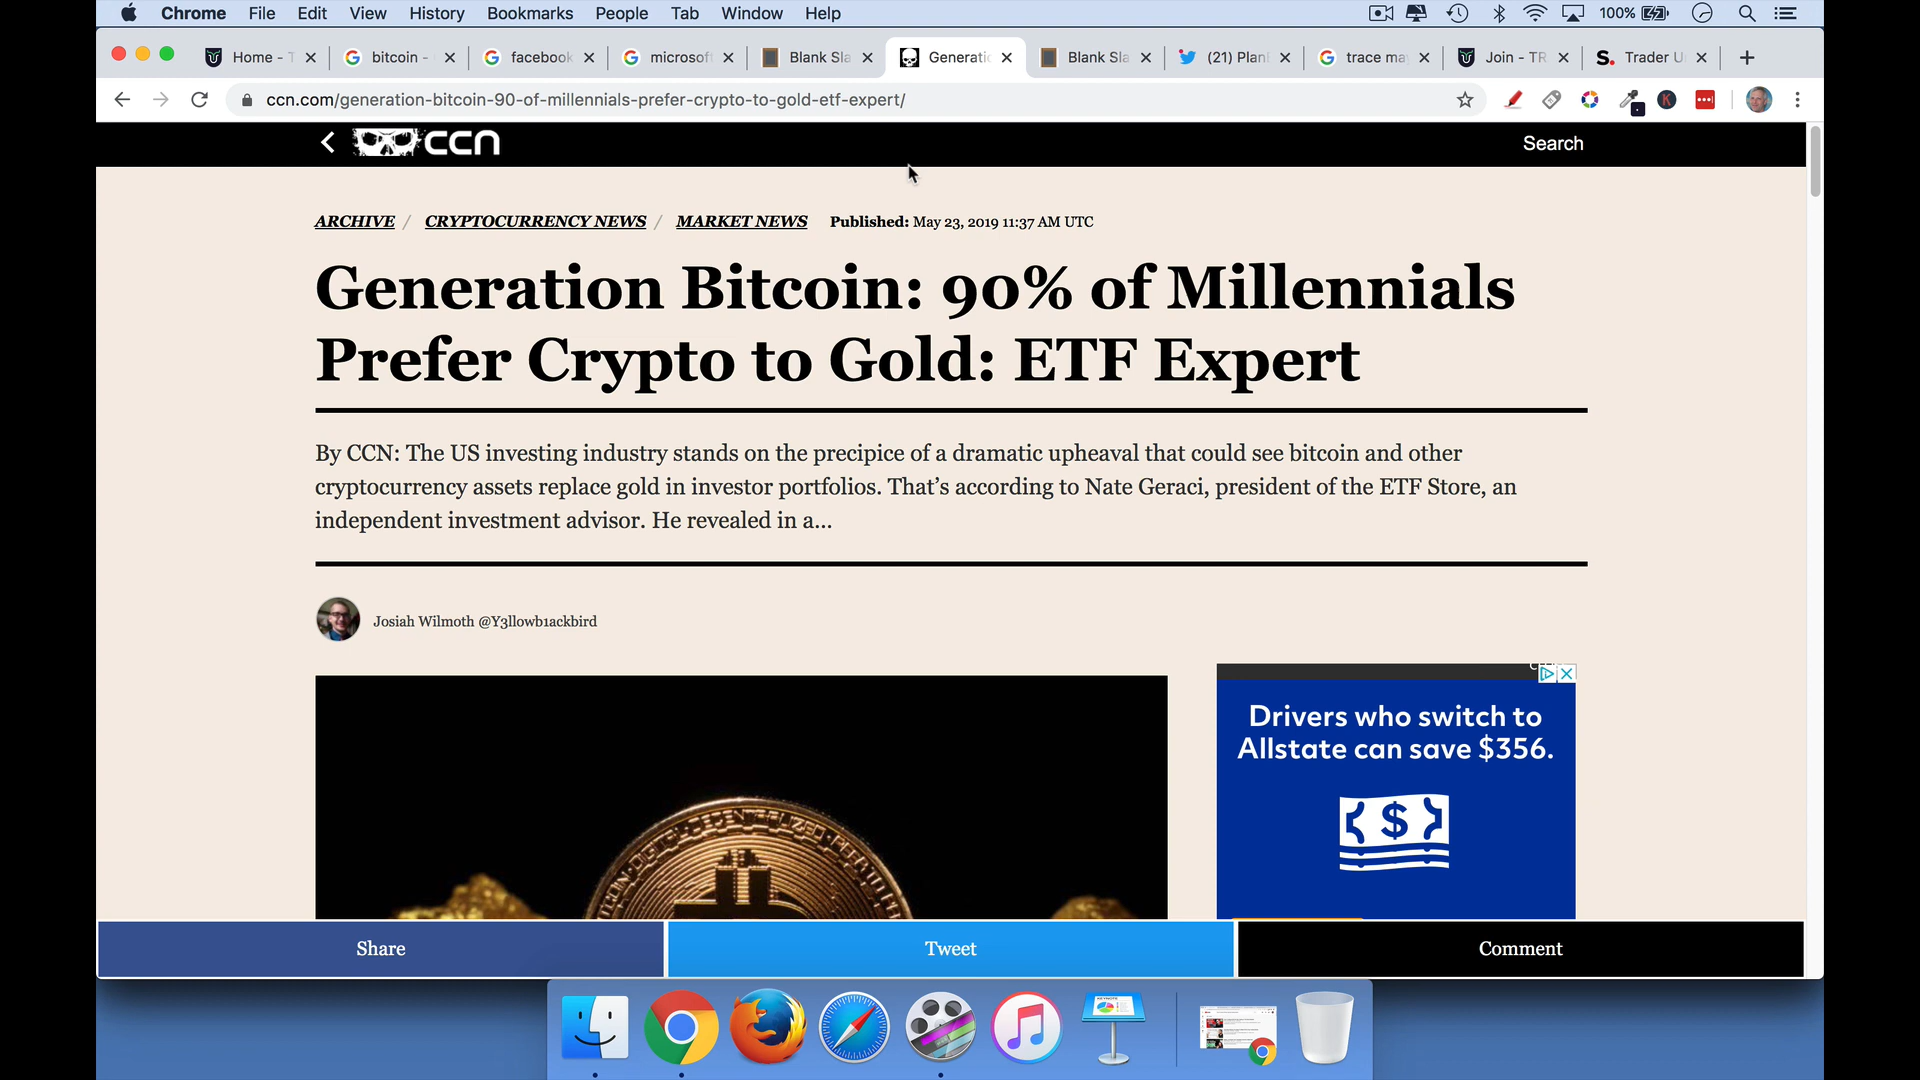 Chrome File Edit View History Bookmarks People Tab Window Help 100%
Home - T bitcoin - facebook microsoft Blank Sla Generatio Blank Sla (21) Plan trace ma Join - TR Trader U
ccn.com/generation-bitcoin-90-of-millennials-prefer-crypto-to-gold-etf-expert/
ccn Search
ARCHIVE / CRYPTOCURRENCY NEWS / MARKET NEWS Published: May 23, 2019 11:37 AM UTC
Generation Bitcoin: 90% of Millennials
Prefer Crypto to Gold: ETF Expert
By CCN: The US investing industry stands on the precipice of a dramatic upheaval that could see bitcoin and other
cryptocurrency assets replace gold in investor portfolios. That’s according to Nate Geraci, president of the ETF Store, an
independent investment advisor. He revealed in a...
Josiah Wilmoth @Y3llowb1ackbird
Drivers who switch to
Allstate can save $356.
$
Share Tweet Comment